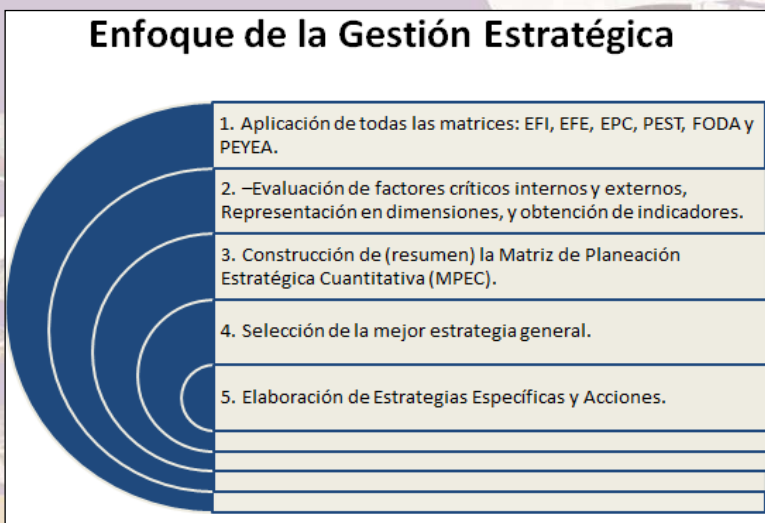 Enfoque de la Gestión Estratégica
1. Aplicación de todas las matrices: EFI, EFE, EPC, PEST, FODA y
PEYEA.
2. –Evaluación de factores críticos internos y externos,
Representación en dimensiones, y obtención de indicadores.
3. Construcción de (resumen) la Matriz de Planeación
Estratégica Cuantitativa (MPEC).
4. Selección de la mejor estrategia general.
5. Elaboración de Estrategias Específicas y Acciones.